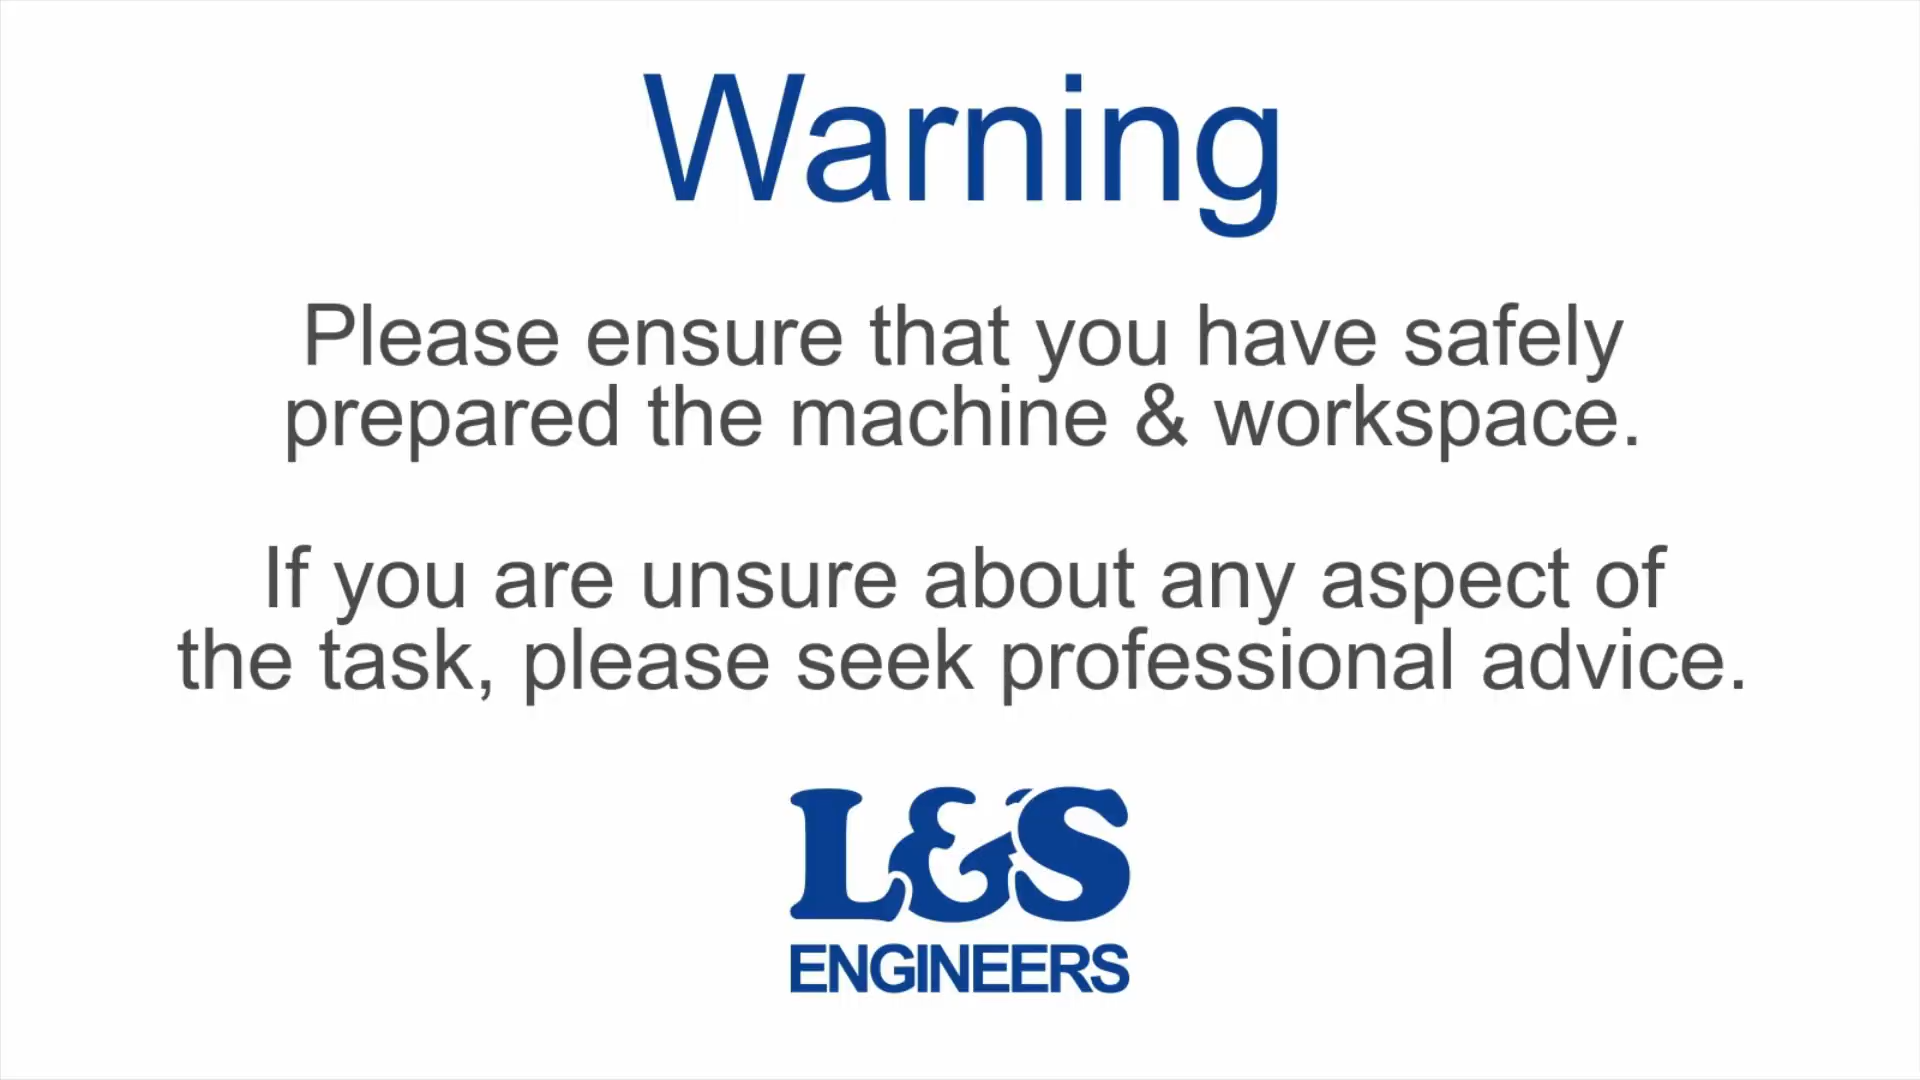 Warning
Please ensure that you have safely
prepared the machine & workspace.
If you are unsure about any aspect of
the task, please seek professional advice.
L&S
ENGINEERS